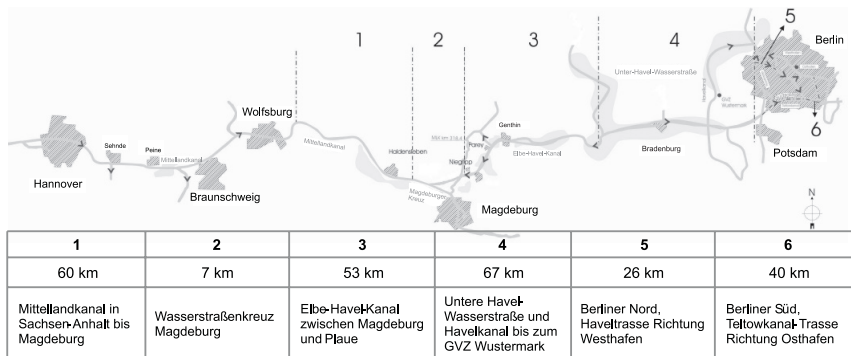 1
2
3
4
5
Berlin
Unter-Havel-Wasserstraße
Wolfsburg
GVZ
Wustermark
Genthin
Sehnde
Peine
Mittellandkanal
Haldensleben
Mittellandkanal
Elbe-Havel-Kanal
6
Hannover
Niegripp
Bradenburg
Potsdam
Braunschweig
Magdeburger
Kreuz
Magdeburg
N
1 2 3 4 5 6
60 km 7 km 53 km 67 km 26 km 40 km
Mittellandkanal in
Sachsen-Anhalt bis
Magdeburg
Wasserstraßenkreuz
Magdeburg
Elbe-Havel-Kanal
zwischen Magdeburg
und Plaue
Untere Havel-
Wasserstraße und
Havelkanal bis zum
GVZ Wustermark
Berliner Nord,
Haveltrasse Richtung
Westhafen
Berliner Süd,
Teltowkanal-Trasse
Richtung Osthafen